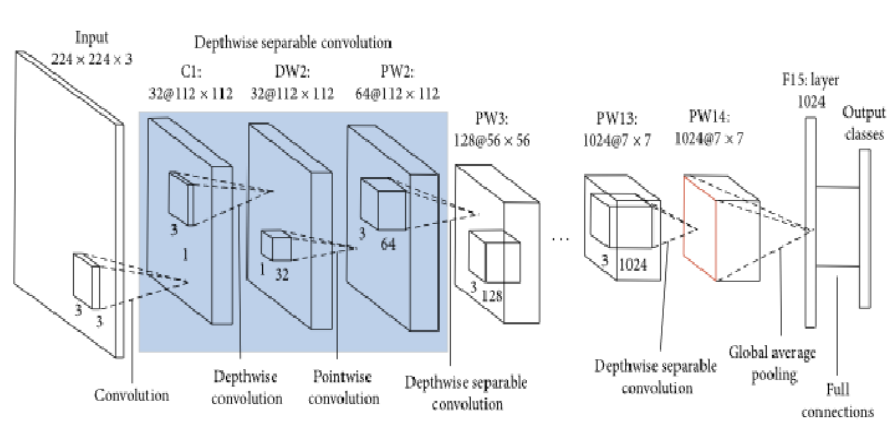 Input
224 × 224 × 3
Depthwise separable convolution
C1:
32@112 × 112
DW2:
32@112 × 112
PW2:
64@112 × 112
PW3:
128@56 × 56
PW13:
1024@7 × 7
PW14:
1024@7 × 7
F15: layer
1024
Output
classes
3
3
3
1
1
32
3
64
3
128
...
3
1024
Convolution
Depthwise
convolution
Pointwise
convolution
Depthwise separable
convolution
Depthwise separable
convolution
Global average
pooling
Full
connections